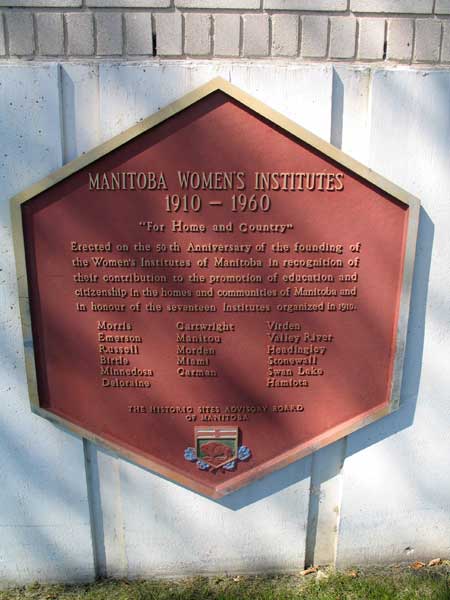 MANITOBA WOMEN'S INSTITUTES
1910 – 1960
"For Home and Country"
Erected on the 50th Anniversary of the founding of
the Women's Institutes of Manitoba in recognition of
their contribution to the promotion of education and
citizenship in the homes and communities of Manitoba and
in honour of the seventeen Institutes organized in 1910.
Morris Cartwright Virden
Emerson Manitou Valley River
Russell Morden Headingley
Birtle Miami Stonewall
Minnedosa Carman Swan Lake
Deloraine Hamiota
THE HISTORIC SITES ADVISORY BOARD
OF MANITOBA